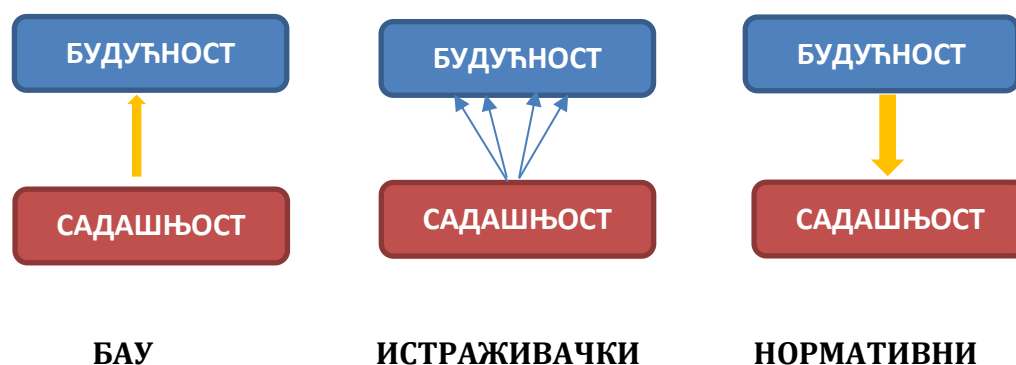 БУДУЋНОСТ БУДУЋНОСТ БУДУЋНОСТ
САДАШЊОСТ САДАШЊОСТ САДАШЊОСТ
БАУ ИСТРАЖИВАЧКИ НОРМАТИВНИ